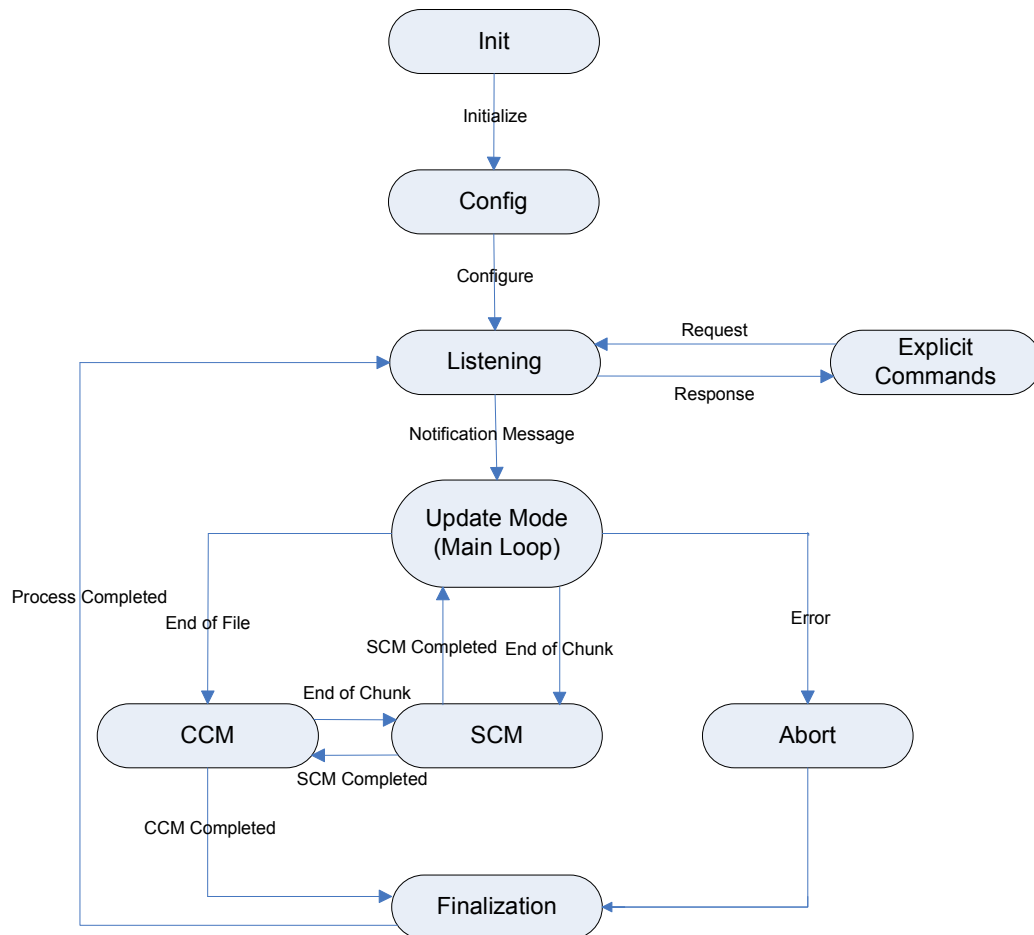 Init
Initialize
Config
Configure
Request
Listening
Explicit
Commands
Response
Notification Message
Update Mode
(Main Loop)
Process Completed
End of File
SCM Completed
End of Chunk
Error
End of Chunk
CCM
SCM
Abort
SCM Completed
CCM Completed
Finalization